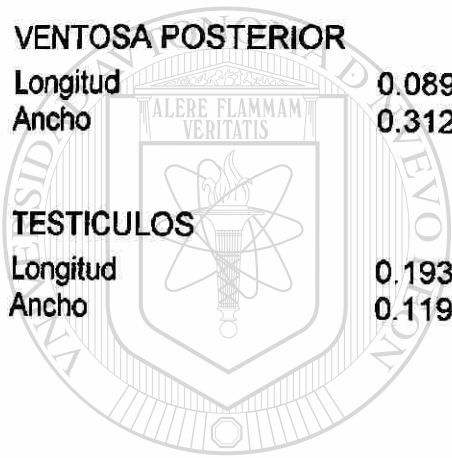 VENTOSA POSTERIOR
Longitud 0.089
Ancho 0.312
ALERE FLAMMAM
VERITATIS
TESTICULOS
Longitud 0.193
Ancho 0.119